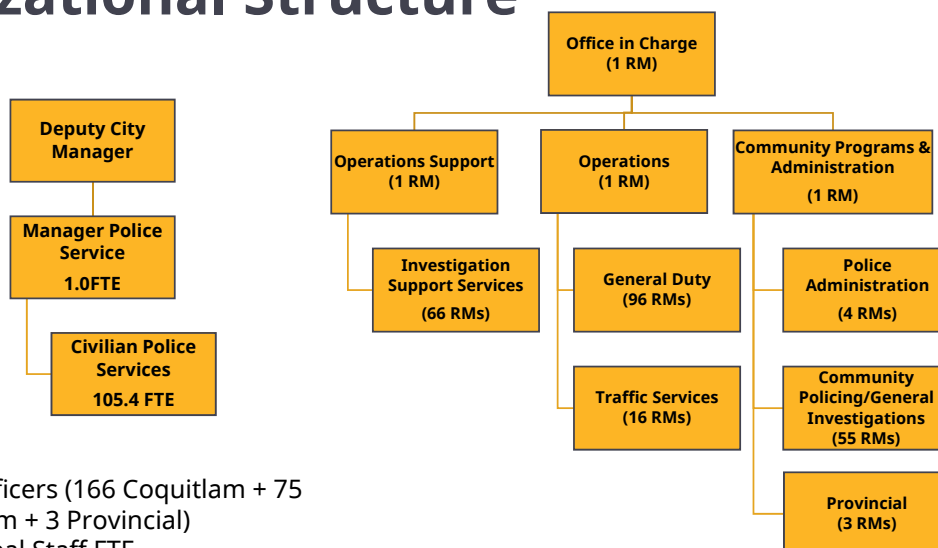 zational Structure
Office in Charge
(1 RM)
Deputy City
Manager
Manager Police
Service
1.0FTE
Civilian Police
Services
105.4 FTE
Operations Support
(1 RM)
Operations
(1 RM)
Community Programs &
Administration
(1 RM)
Investigation
Support Services
(66 RMs)
General Duty
(96 RMs)
Traffic Services
(16 RMs)
Police
Administration
(4 RMs)
Community
Policing/General
Investigations
(55 RMs)
Provincial
(3 RMs)
ficers (166 Coquitlam + 75
m + 3 Provincial)
nal Staff FTE